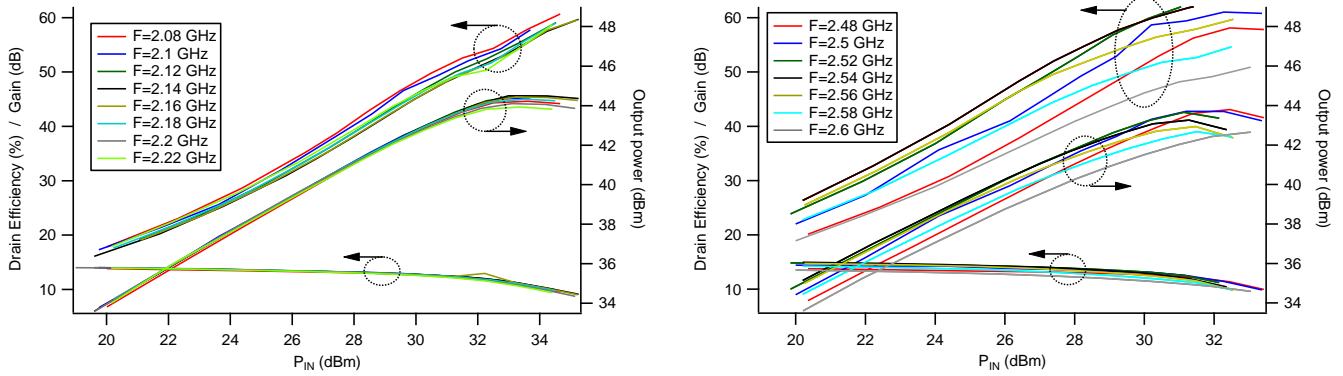 60
50
40
30
20
10
Drain Efficiency (%) / Gain (dB)
F=2.08 GHz
F=2.1 GHz
F=2.12 GHz
F=2.14 GHz
F=2.16 GHz
F=2.18 GHz
F=2.2 GHz
F=2.22 GHz
48
46
44
42
40
38
36
34
Output power (dBm)
20 22 24 26 28 30 32 34
PIN (dBm)
60
50
40
30
20
10
Drain Efficiency (%) / Gain (dB)
F=2.48 GHz
F=2.5 GHz
F=2.52 GHz
F=2.54 GHz
F=2.56 GHz
F=2.58 GHz
F=2.6 GHz
48
46
44
42
40
38
36
34
Output power (dBm)
20 22 24 26 28 30 32
PIN (dBm)